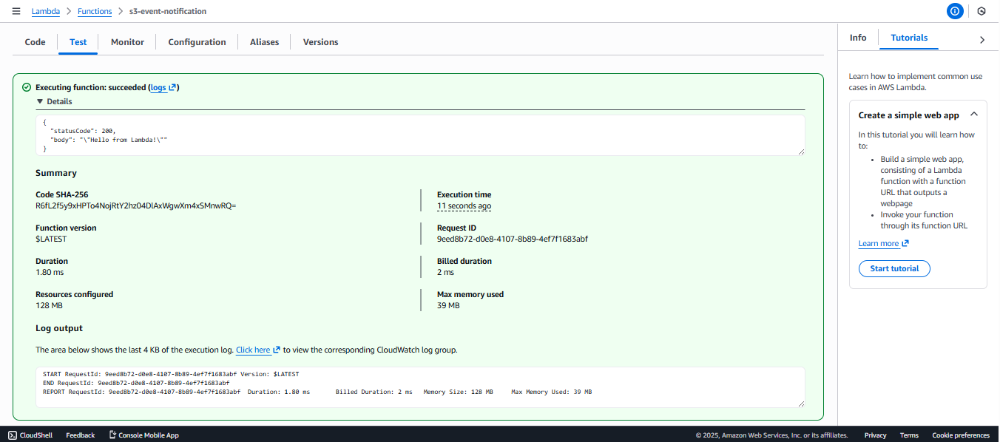 Lambda > Functions > s3-event-notification
Code Test Monitor Configuration Aliases Versions
Executing function: succeeded (logs)
Details
{
"statusCode": 200,
"body": "\"Hello from Lambda!\""
}
Summary
Code SHA-256
R6fL2f5y9xHPTo4NojRtY2hz04DlAxWgwXm4xSMnwRQ=
Execution time
11 seconds ago
Function version
$LATEST
Request ID
9eed8b72-d0e8-4107-8b89-4ef7f1683abf
Duration
1.80 ms
Billed duration
2 ms
Resources configured
128 MB
Max memory used
39 MB
Log output
The area below shows the last 4 KB of the execution log. Click here to view the corresponding CloudWatch log group.
START RequestId: 9eed8b72-d0e8-4107-8b89-4ef7f1683abf Version: $LATEST
END RequestId: 9eed8b72-d0e8-4107-8b89-4ef7f1683abf
REPORT RequestId: 9eed8b72-d0e8-4107-8b89-4ef7f1683abf Duration: 1.80 ms Billed Duration: 2 ms Memory Size: 128 MB Max Memory Used: 39 MB
Info Tutorials
Learn how to implement common use
cases in AWS Lambda.
Create a simple web app
In this tutorial you will learn how
to:
• Build a simple web app,
consisting of a Lambda
function with a function
URL that outputs a
webpage
• Invoke your function
through its function URL
Learn more
Start tutorial
CloudShell Feedback Console Mobile App © 2025, Amazon Web Services, Inc. or its affiliates. Privacy Terms Cookie preferences